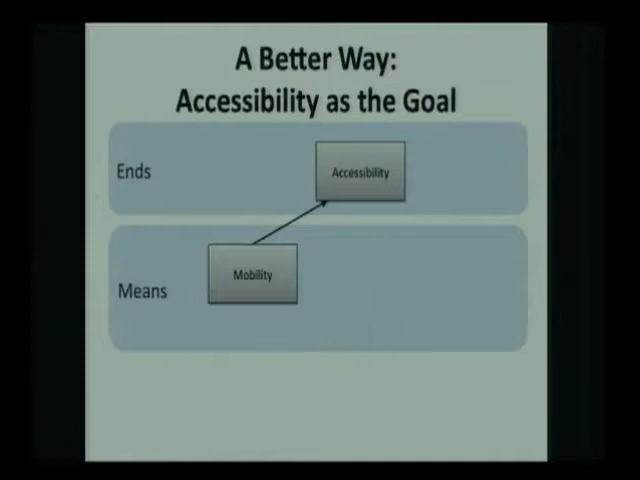 A Better Way:
Accessibility as the Goal
Ends
Accessibility
Mobility
Means